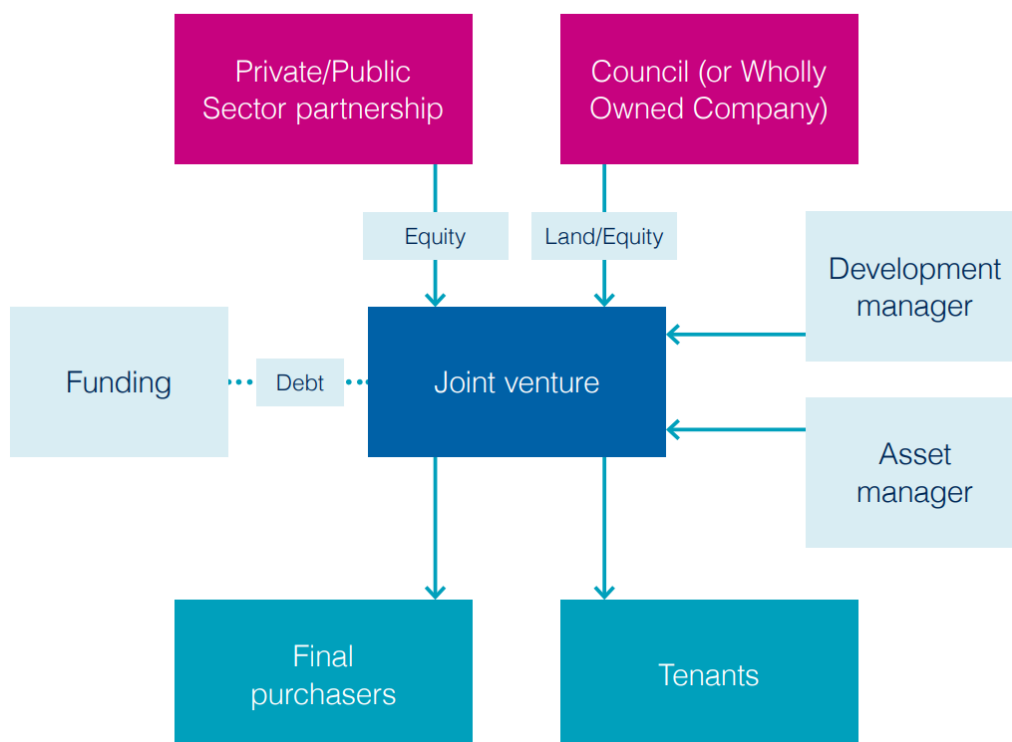 Private/Public
Sector partnership
Council (or Wholly
Owned Company)
Equity
Land/Equity
Development
manager
Funding
Debt
Joint venture
Asset
manager
Final
purchasers
Tenants